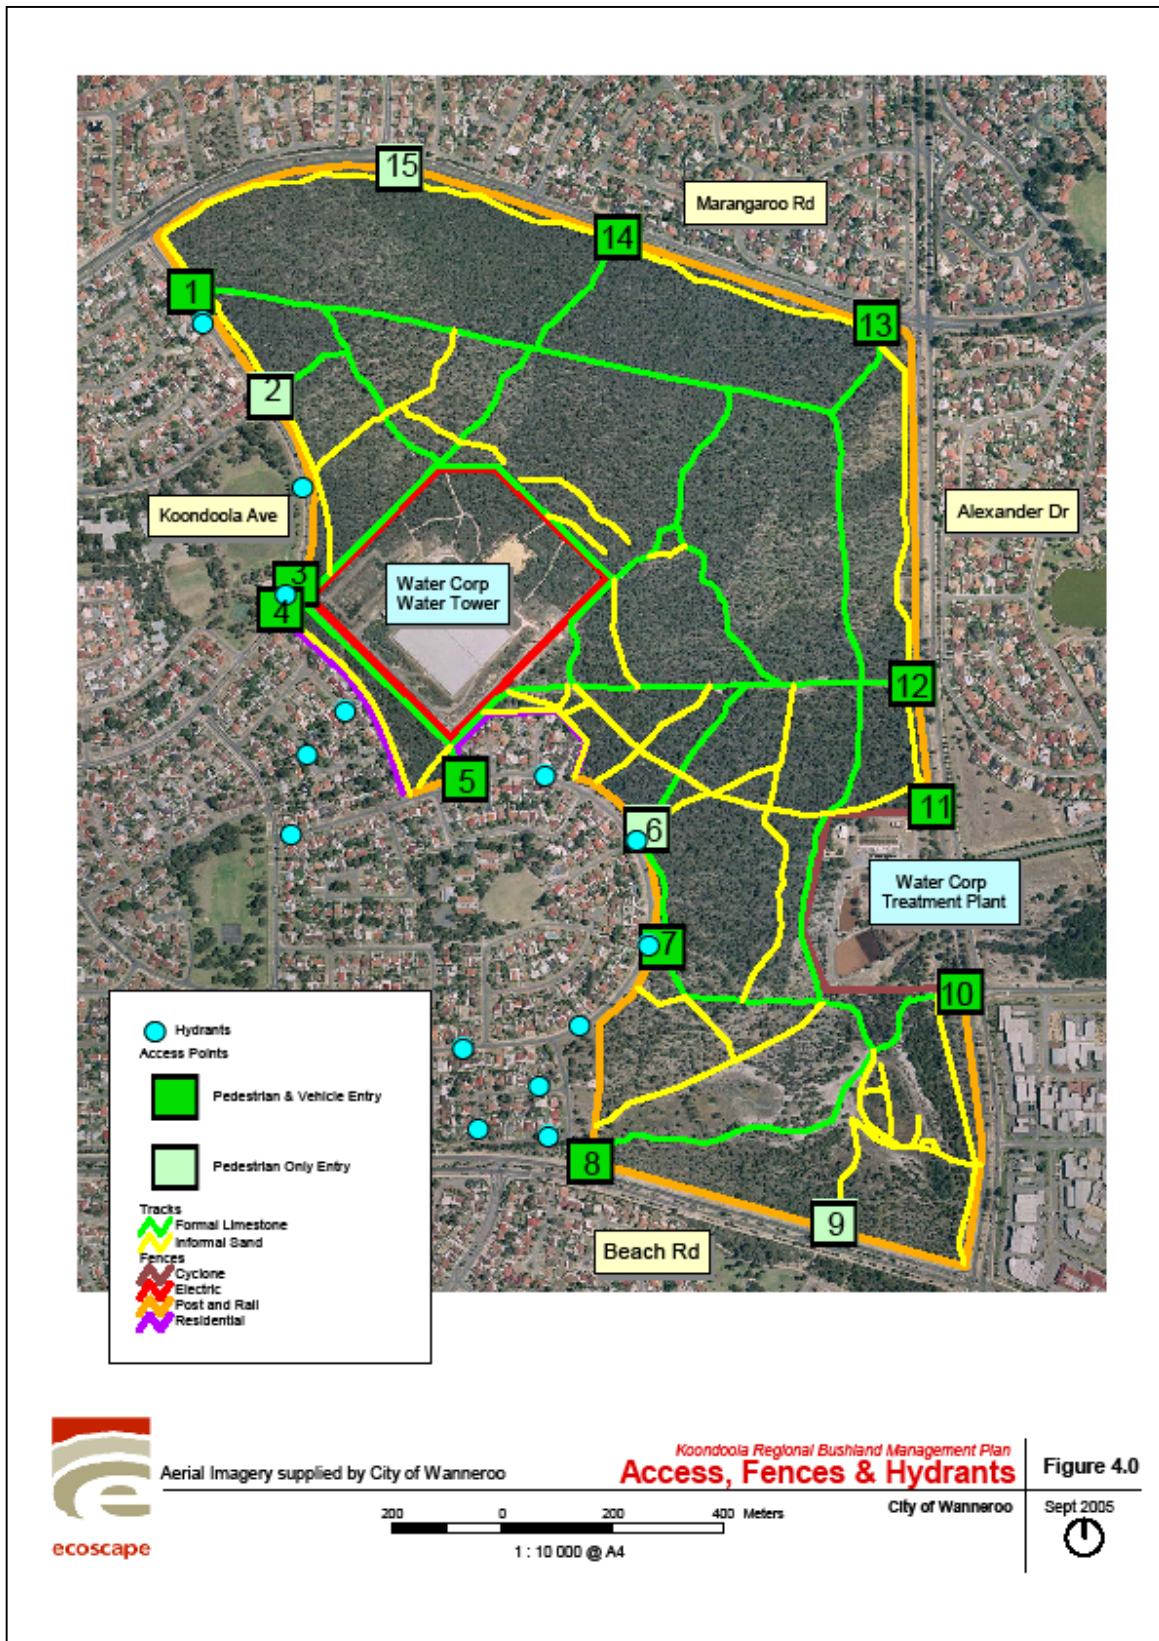 15
Marangaroo Rd
14
1
13
2
Koondoola Ave
Alexander Dr
3
Water Corp
Water Tower
4
12
5
11
6
Water Corp
Treatment Plant
7
10
Hydrants
Access Points
Pedestrian & Vehicle Entry
Pedestrian Only Entry
8
Tracks
Formal Limestone
Informal Sand
Fences
Cyclone
Electric
Post and Rail
Residential
9
Beach Rd
Koondoola Regional Bushland Management Plan
Access, Fences & Hydrants
Figure 4.0
Aerial Imagery supplied by City of Wanneroo
City of Wanneroo
Sept 2005
200 0 200 400 Meters
1 : 10 000 @ A4
ecoscape